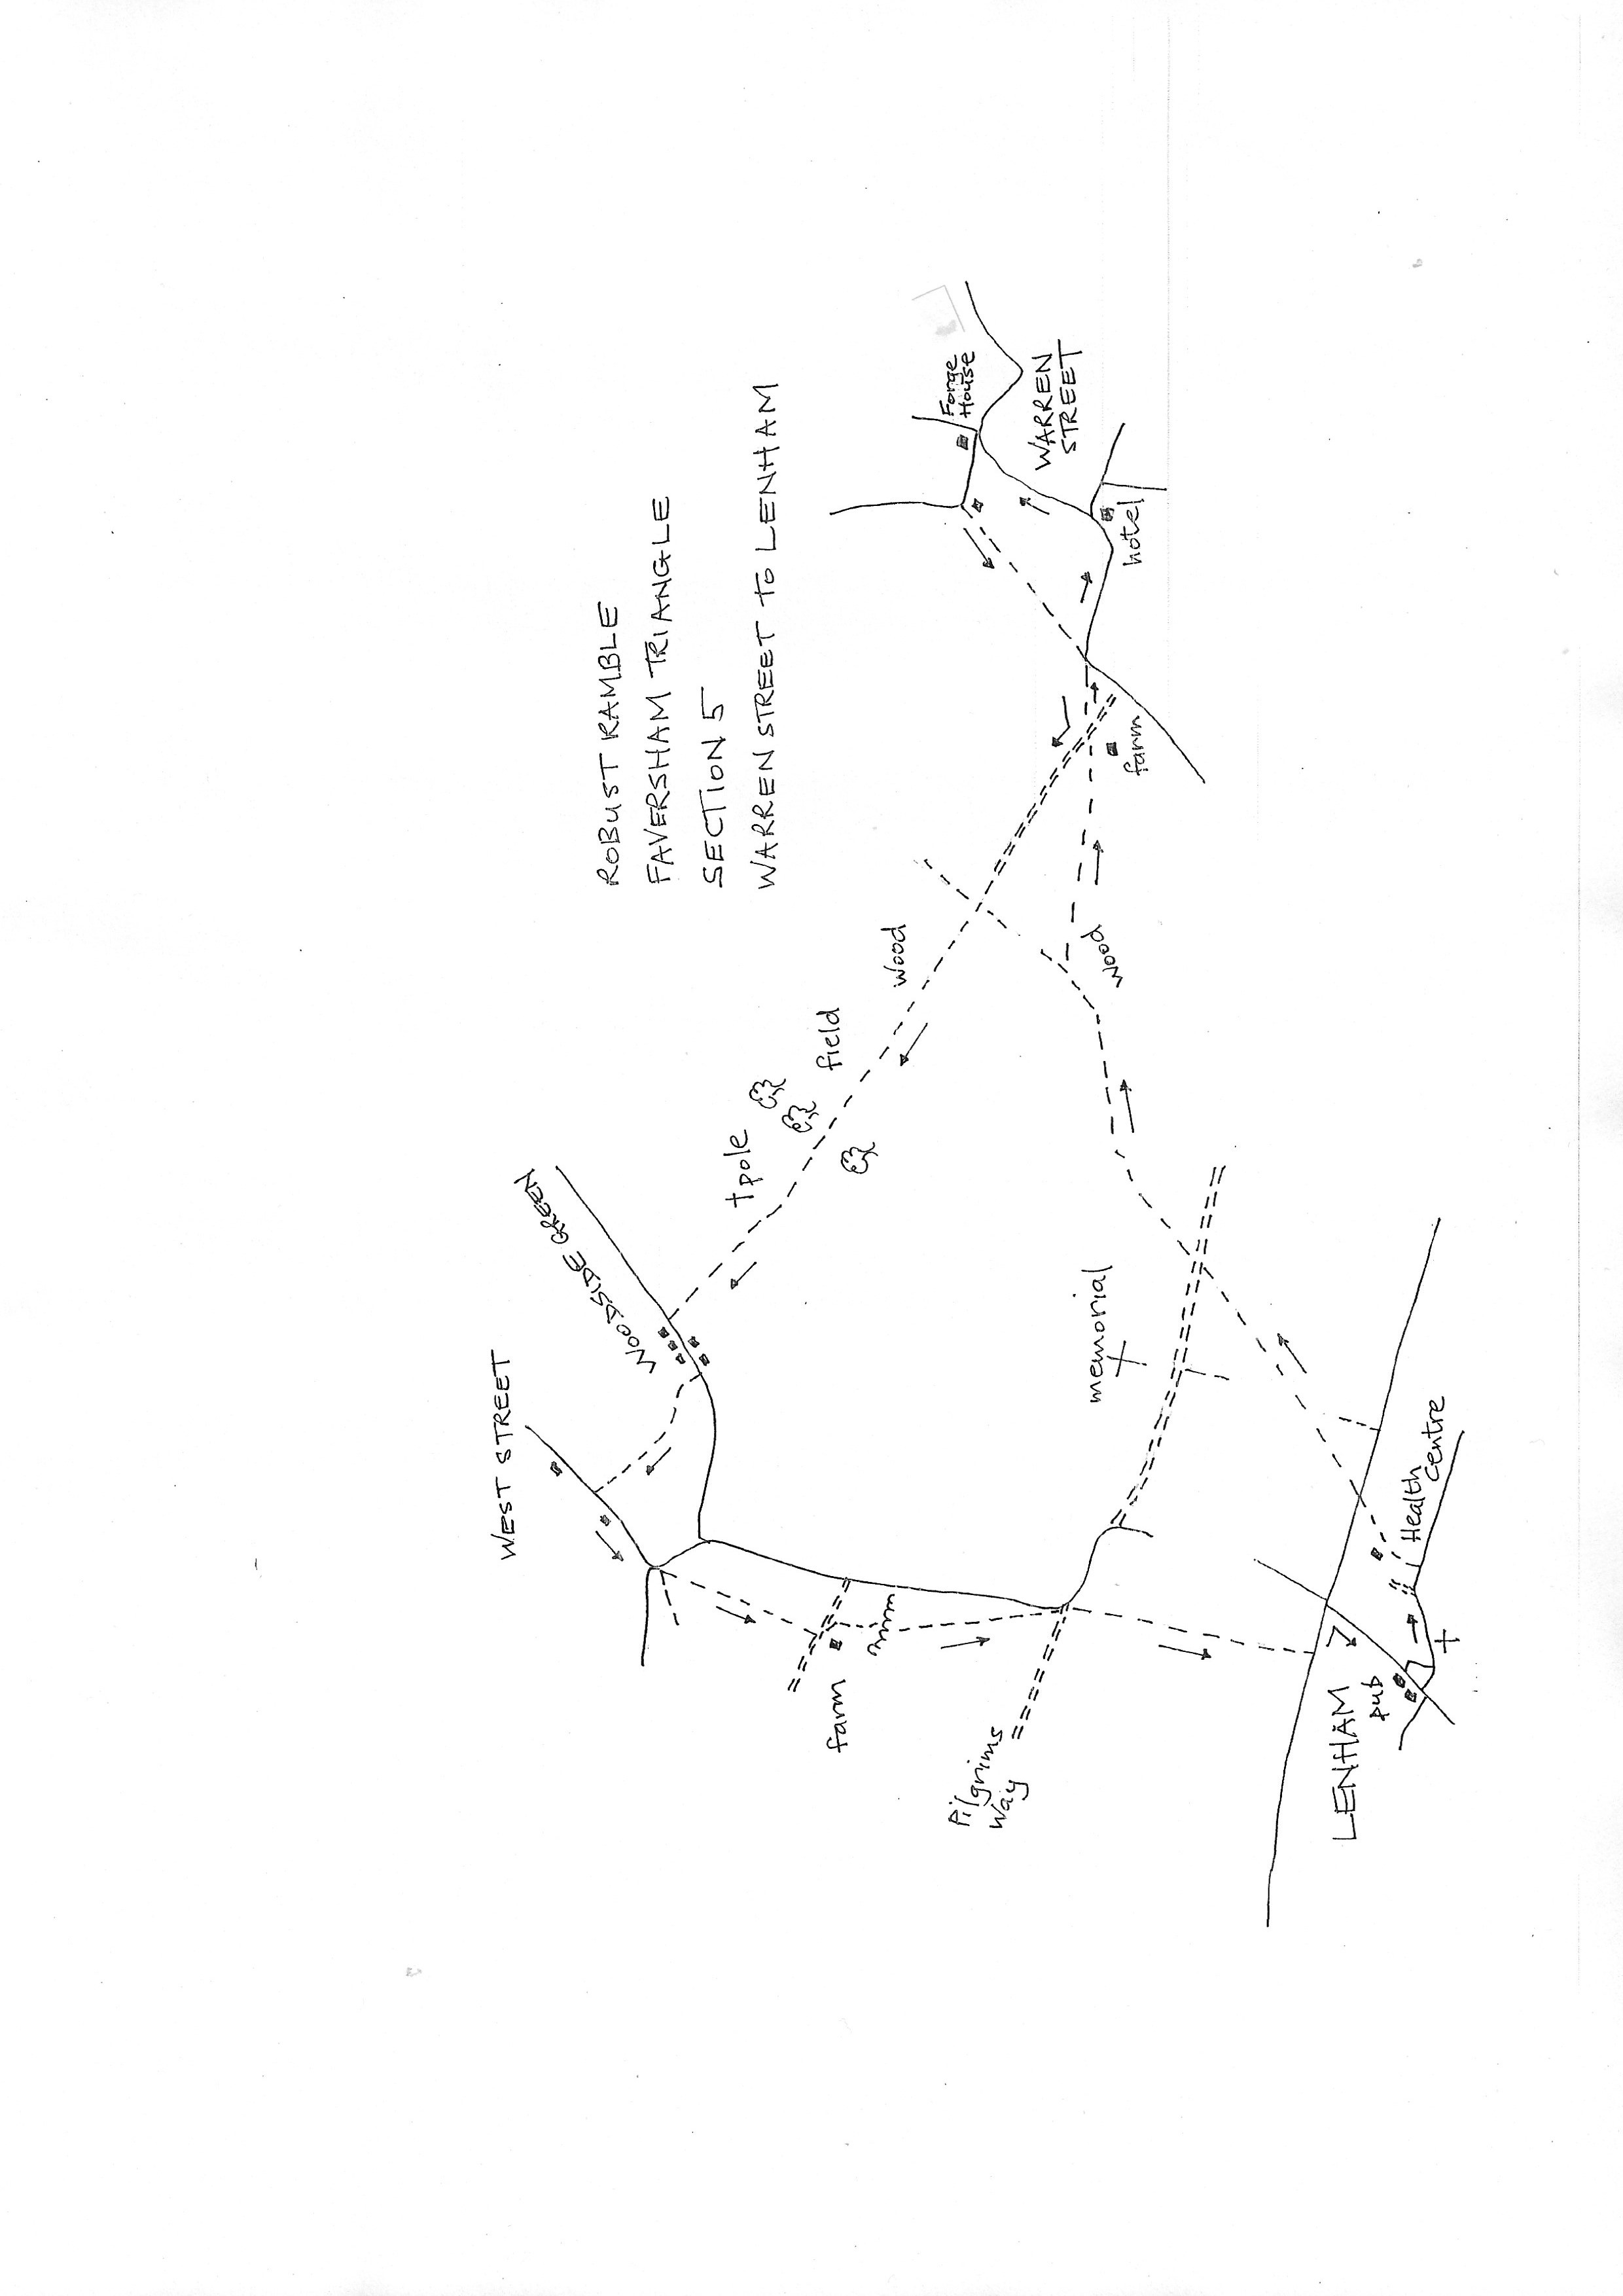 ROBUST RAMBLE
FAVERSHAM TRIANGLE
SECTION 5
WARREN STREET TO LENHAM
WEST STREET
WOODSIDE GREEN
tpole
field
wood
Forge
House
WARREN
STREET
hotel
farm
wood
memorial
farm
Pilgrims
Way
LENHAM
pub
Health
Centre